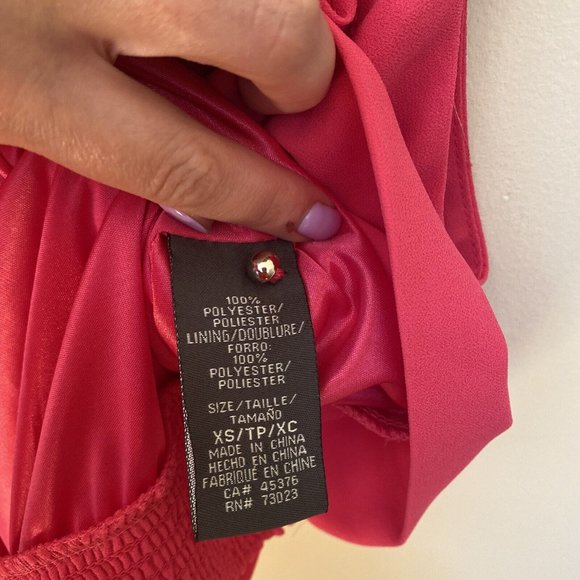 100%
POLYESTER/
POLIESTER
LINING/DOUBLURE/
FORRO:
100%
POLYESTER/
POLIESTER
SIZE/TAILLE/
TAMAÑO
XS/TP/XC
MADE IN CHINA
HECHO EN CHINA
FABRIQUÉ EN CHINE
CA# 45376
RN# 73023